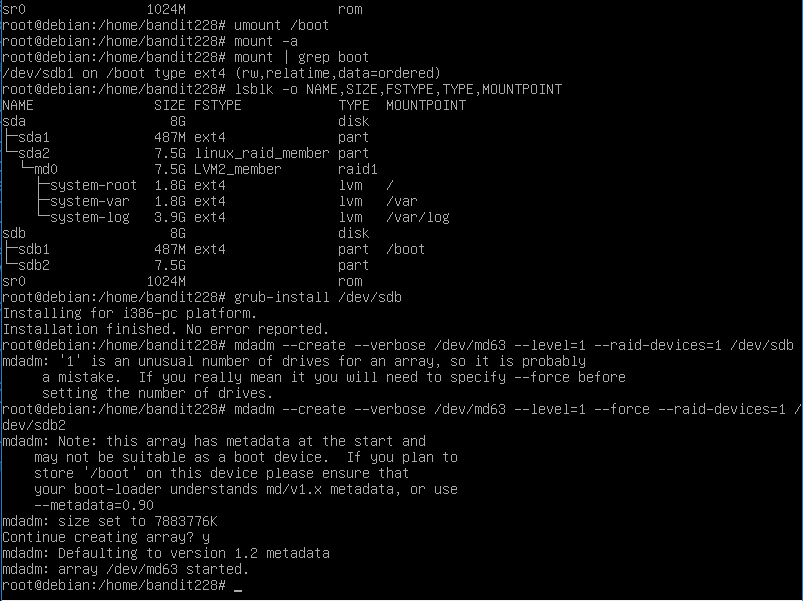 sr0                1024M                   rom
root@debian:/home/bandit228# umount /boot
root@debian:/home/bandit228# mount -a
root@debian:/home/bandit228# mount | grep boot
/dev/sdb1 on /boot type ext4 (rw,relatime,data=ordered)
root@debian:/home/bandit228# lsblk -o NAME,SIZE,FSTYPE,TYPE,MOUNTPOINT
NAME               SIZE FSTYPE            TYPE  MOUNTPOINT
sda                  8G                   disk
├─sda1             487M ext4              part
└─sda2             7.5G linux_raid_member part
  └─md0            7.5G LVM2_member       raid1
    ├─system-root  1.8G ext4              lvm   /
    ├─system-var   1.8G ext4              lvm   /var
    └─system-log   3.9G ext4              lvm   /var/log
sdb                  8G                   disk
├─sdb1             487M ext4              part  /boot
└─sdb2             7.5G                   part
sr0               1024M                   rom
root@debian:/home/bandit228# grub-install /dev/sdb
Installing for i386-pc platform.
Installation finished. No error reported.
root@debian:/home/bandit228# mdadm --create --verbose /dev/md63 --level=1 --raid-devices=1 /dev/sdb
mdadm: '1' is an unusual number of drives for an array, so it is probably
     a mistake.  If you really mean it you will need to specify --force before
     setting the number of drives.
root@debian:/home/bandit228# mdadm --create --verbose /dev/md63 --level=1 --force --raid-devices=1 /
dev/sdb2
mdadm: Note: this array has metadata at the start and
    may not be suitable as a boot device.  If you plan to
    store '/boot' on this device please ensure that
    your boot-loader understands md/v1.x metadata, or use
    --metadata=0.90
mdadm: size set to 7883776K
Continue creating array? y
mdadm: Defaulting to version 1.2 metadata
mdadm: array /dev/md63 started.
root@debian:/home/bandit228# _